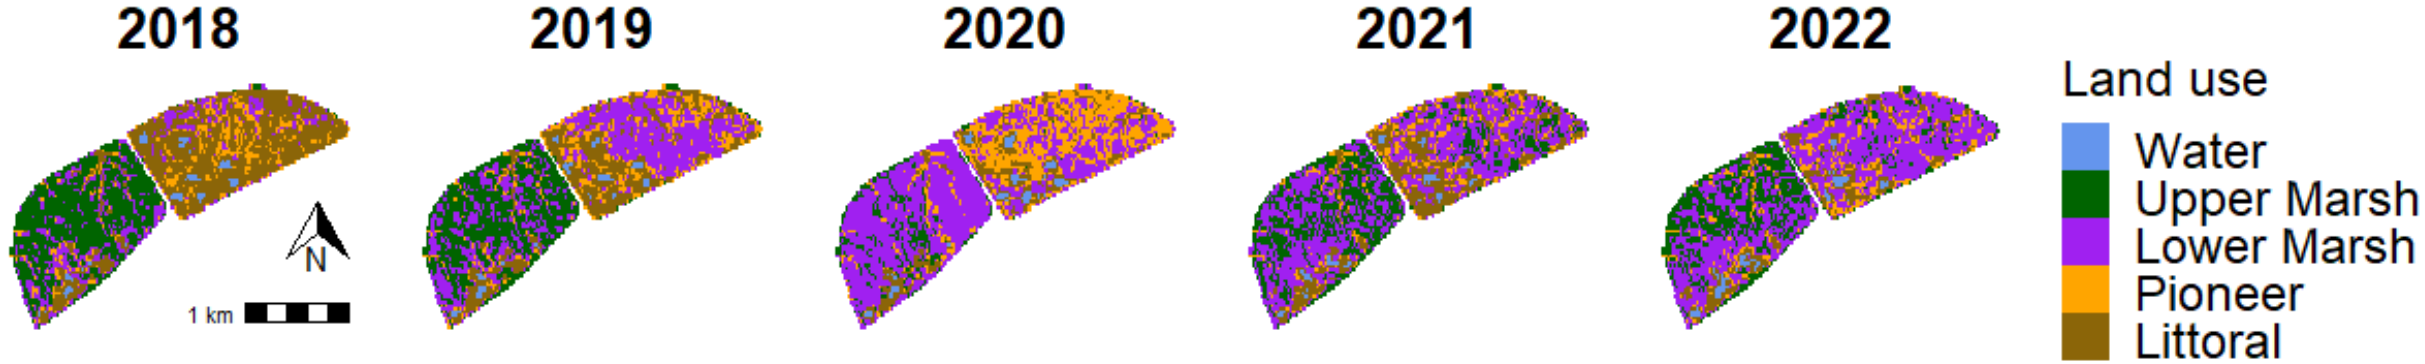 2018
2019
2020
2021
2022
N
1 km
Land use
Water
Upper Marsh
Lower Marsh
Pioneer
Littoral